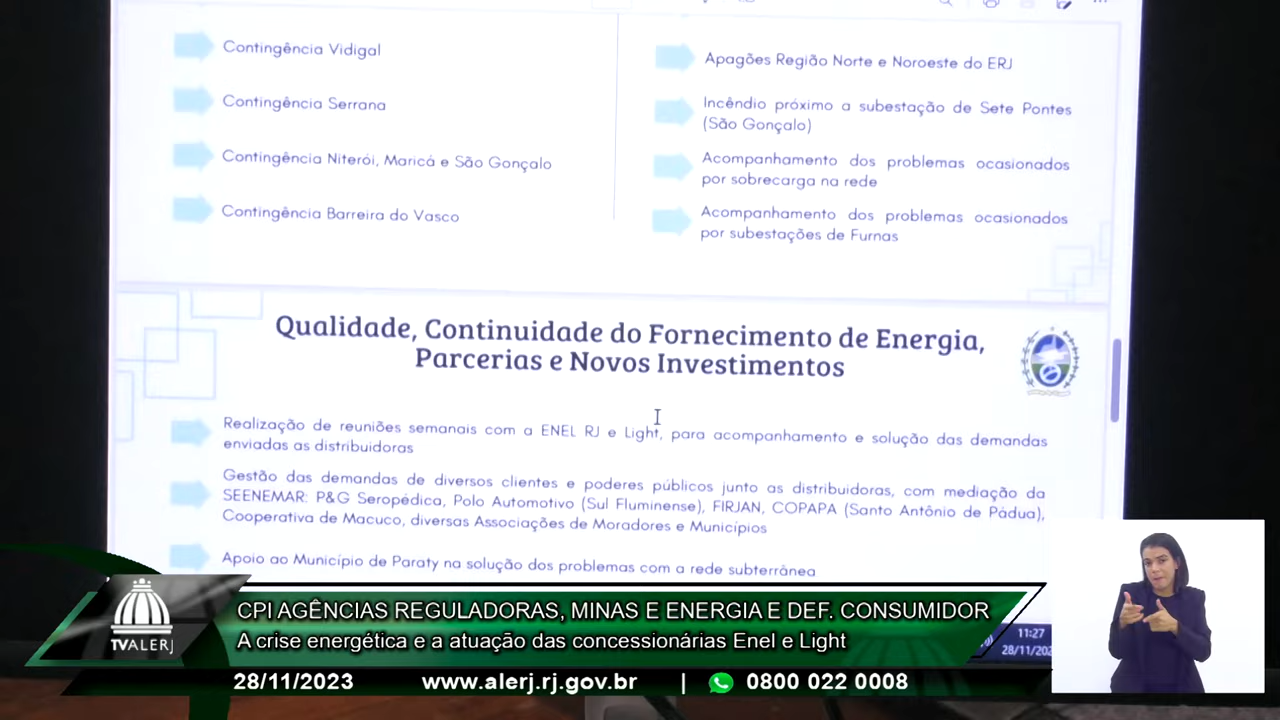 Contingência Vidigal
Contingência Serrana
Contingência Niterói, Maricá e São Gonçalo
Contingência Barreira do Vasco
Apagões Região Norte e Noroeste do ERJ
Incêndio próximo a subestação de Sete Pontes
(São Gonçalo)
Acompanhamento dos problemas ocasionados
por sobrecarga na rede
Acompanhamento dos problemas ocasionados
por subestações de Furnas
Qualidade, Continuidade do Fornecimento de Energia,
Parcerias e Novos Investimentos
Realização de reuniões semanais com a ENEL RJ e Light, para acompanhamento e solução das demandas
enviadas as distribuidoras
Gestão das demandas de diversos clientes e poderes públicos junto as distribuidoras, com mediação da
SEENEMAR: P&G Seropédica, Polo Automotivo (Sul Fluminense), FIRJAN, COPAPA (Santo Antônio de Pádua),
Cooperativa de Macuco, diversas Associações de Moradores e Municípios
Apoio ao Município de Paraty na solução dos problemas com a rede subterrânea
CPI AGÊNCIAS REGULADORAS, MINAS E ENERGIA E DEF. CONSUMIDOR
A crise energética e a atuação das concessionárias Enel e Light
TVALERJ
11:27
28/11/202
28/11/2023 www.alerj.rj.gov.br | 0800 022 0008